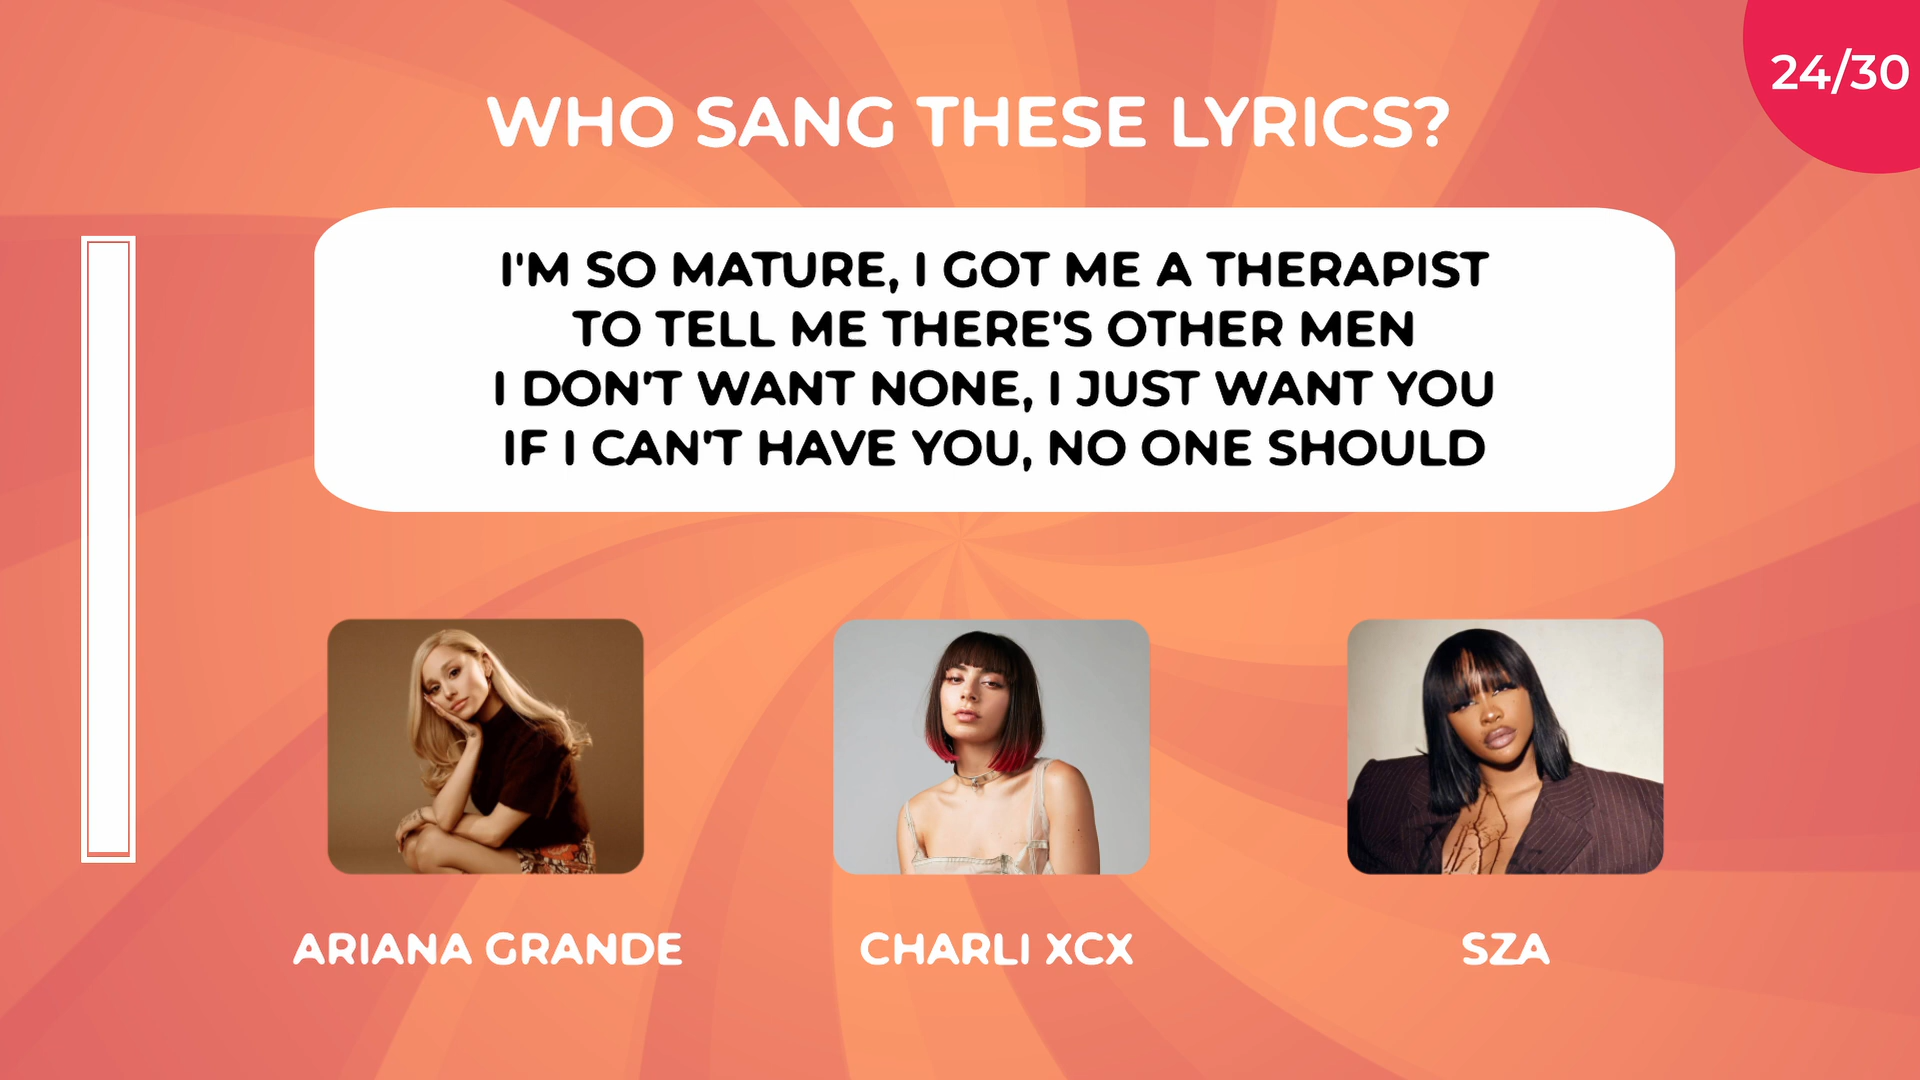 24/30
WHO SANG THESE LYRICS?
I'M SO MATURE, I GOT ME A THERAPIST
TO TELL ME THERE'S OTHER MEN
I DON'T WANT NONE, I JUST WANT YOU
IF I CAN'T HAVE YOU, NO ONE SHOULD
ARIANA GRANDE
CHARLI XCX
SZA